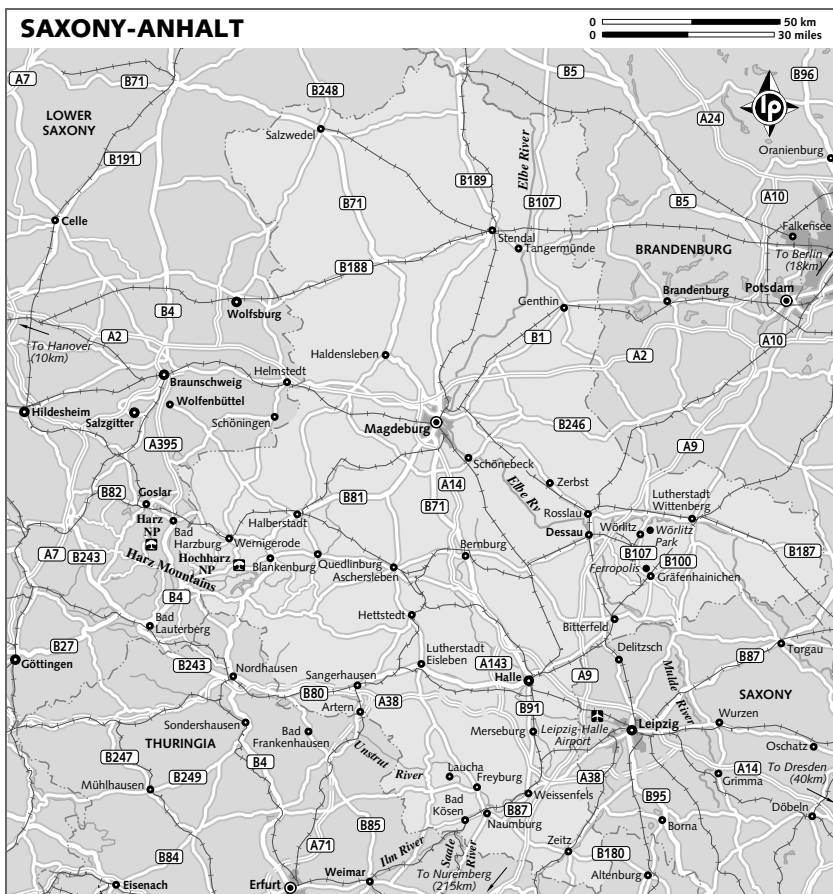 SAXONY-ANHALT
0 50 km
0 30 miles
A7
B71
B248
B5
B96
LOWER
SAXONY
A24
Salzwedel
Oranienburg
B191
Elbe River
B189
B71
B107
B5
A10
Celle
Falkensee
Stendal
Tangermünde
BRANDENBURG
To Berlin
(18km)
B188
Potsdam
Brandenburg
Genthin
Wolfsburg
B4
A2
To Hanover
(10km)
B1
A10
Haldensleben
A2
Helmstedt
Braunschweig
Wolfenbüttel
Hildesheim
Salzgitter
Schöningen
Magdeburg
B246
A395
A9
Schönebeck
A14
Zerbst
B82
B81
B71
Elbe Rv
Goslar
Lutherstadt
Wittenberg
Harz
NP
Bad
Harzburg
Halberstadt
Rosslau
Wörlitz
Wörlitz
Park
Wernigerode
Dessau
A7
B243
Hochharz
NP
B107
B187
Harz Mountains
Blankenburg
Quedlinburg
Bernburg
B100
Aschersleben
Ferropolis
Gräfenhainichen
B4
Bad
Lauterberg
Hettstedt
Bitterfeld
B27
Göttingen
Lutherstadt
Eisleben
Delitzsch
B87
Torgau
B243
Nordhausen
A143
Sangerhausen
Halle
A9
Mulde River
B80
SAXONY
A38
Artern
B91
Sondershausen
Bad
Frankenhausen
Merseburg
Leipzig-Halle
Airport
Leipzig
Wurzen
THURINGIA
Unstrut River
Oschatz
B247
B4
B249
Laucha
A38
A14
To Dresden
(40km)
Mühlhausen
Freyburg
Grimma
Bad
Kösen
Weissenfels
B95
B87
Naumburg
Döbeln
A71
B85
Borna
B84
Ilm River
Saale River
Zeitz
B180
Eisenach
Erfurt
Weimar
To Nuremberg
(215km)
Altenburg
lp